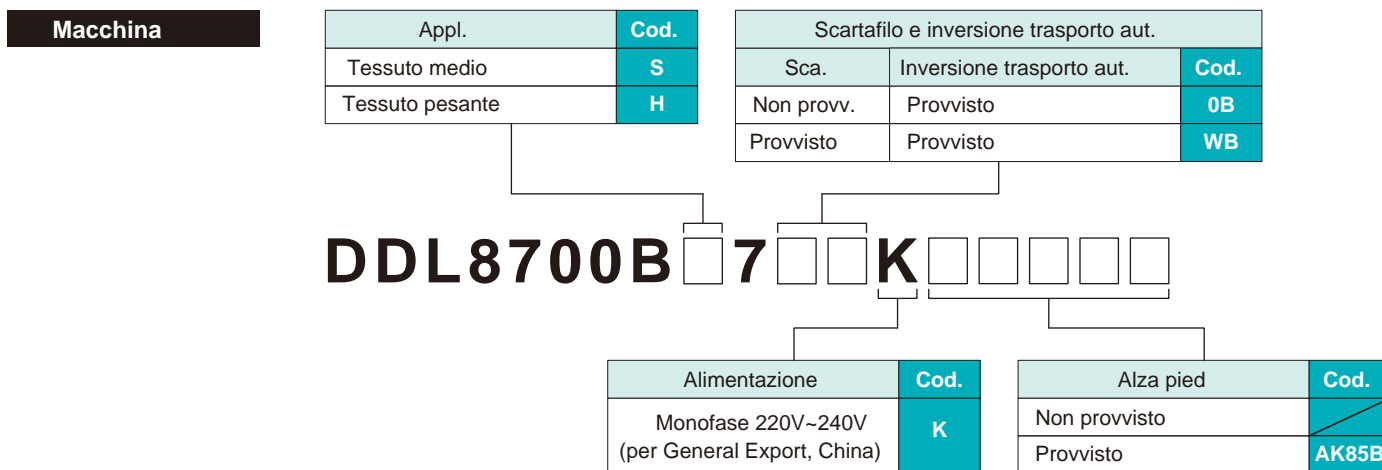 Macchina
Appl. Cod.
Tessuto medio S
Tessuto pesante H
Scartafilo e inversione trasporto aut.
Sca. Inversione trasporto aut. Cod.
Non provv. Provvisto 0B
Provvisto Provvisto WB
DDL8700B□7□□K□□□□□
Alimentazione Cod.
Monofase 220V~240V K
(per General Export, China)
Alza pied Cod.
Non provvisto
Provvisto AK85B